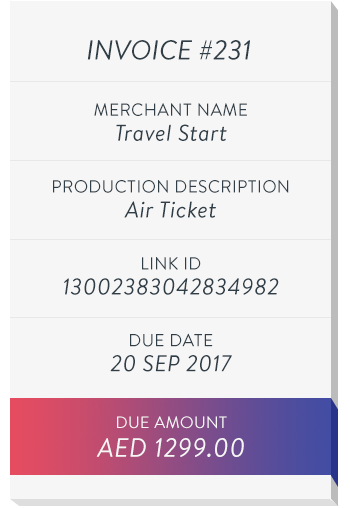 INVOICE #231
MERCHANT NAME
Travel Start
PRODUCTION DESCRIPTION
Air Ticket
LINK ID
13002383042834982
DUE DATE
20 SEP 2017
DUE AMOUNT
AED 1299.00